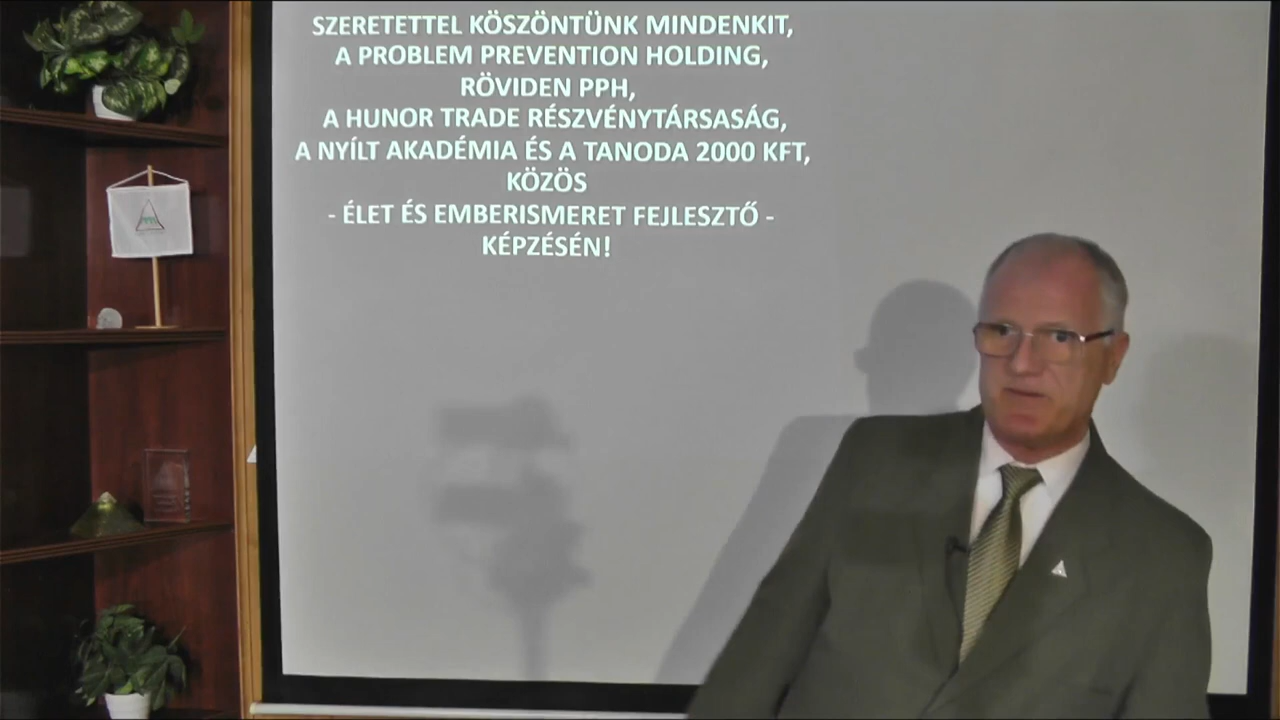 SZERETETTEL KÖSZÖNTÜNK MINDENKIT,
A PROBLEM PREVENTION HOLDING,
RÖVIDEN PPH,
A HUNOR TRADE RÉSZVÉNYTÁRSASÁG,
A NYÍLT AKADÉMIA ÉS A TANODA 2000 KFT,
KÖZÖS
- ÉLET ÉS EMBERISMERET FEJLESZTŐ -
KÉPZÉSÉN!